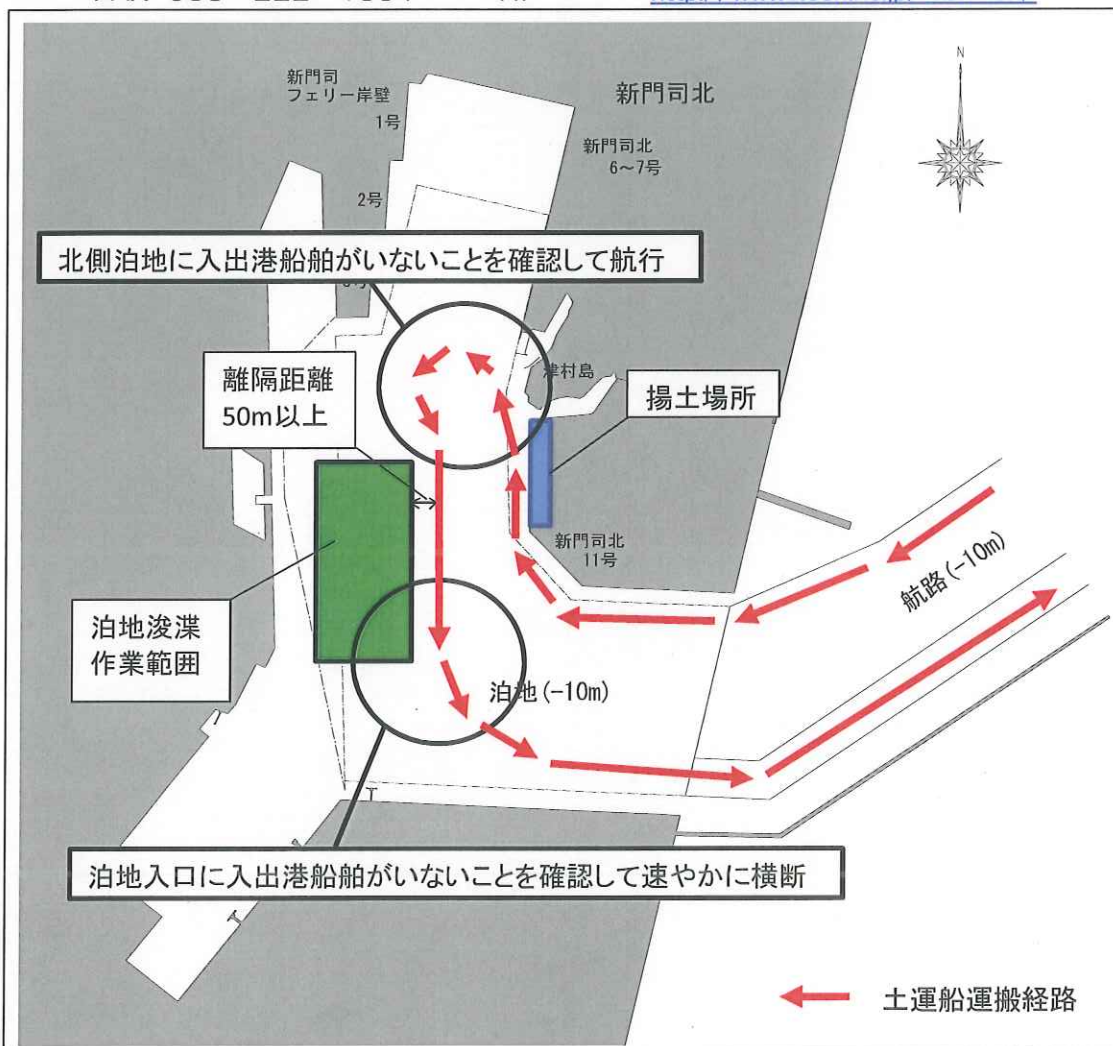 N
新門司
フェリー岸壁
1号
新門司北
新門司北
6～7号
2号
北側泊地に入出港船舶がいないことを確認して航行
離隔距離
50m以上
津村島
揚土場所
新門司北
11号
航路(-10m)
泊地浚渫
作業範囲
泊地(-10m)
泊地入口に入出港船舶がいないことを確認して速やかに横断
土運船運搬経路